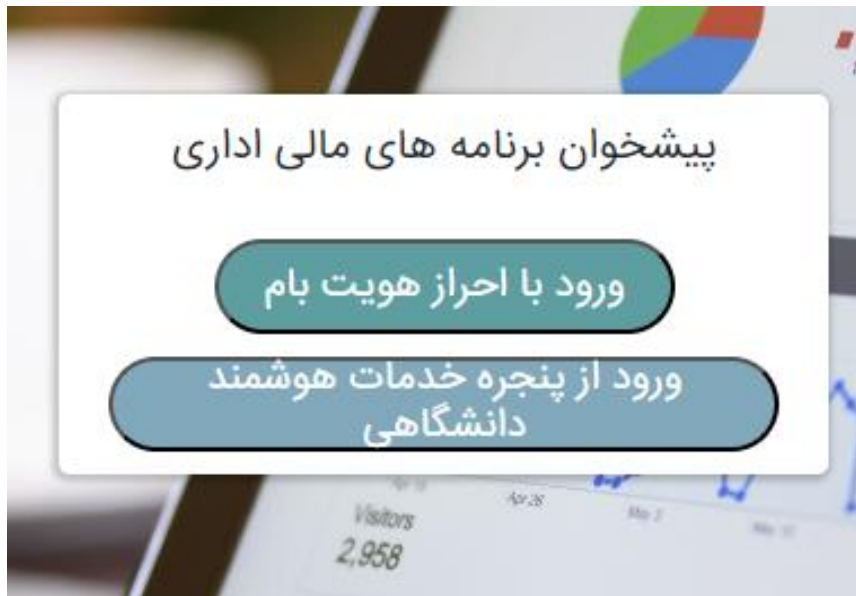 پیشخوان برنامه های مالی اداری
ورود با احراز هویت بام
ورود از پنجره خدمات هوشمند
دانشگاهی
Apr 26
Visitors
2,958